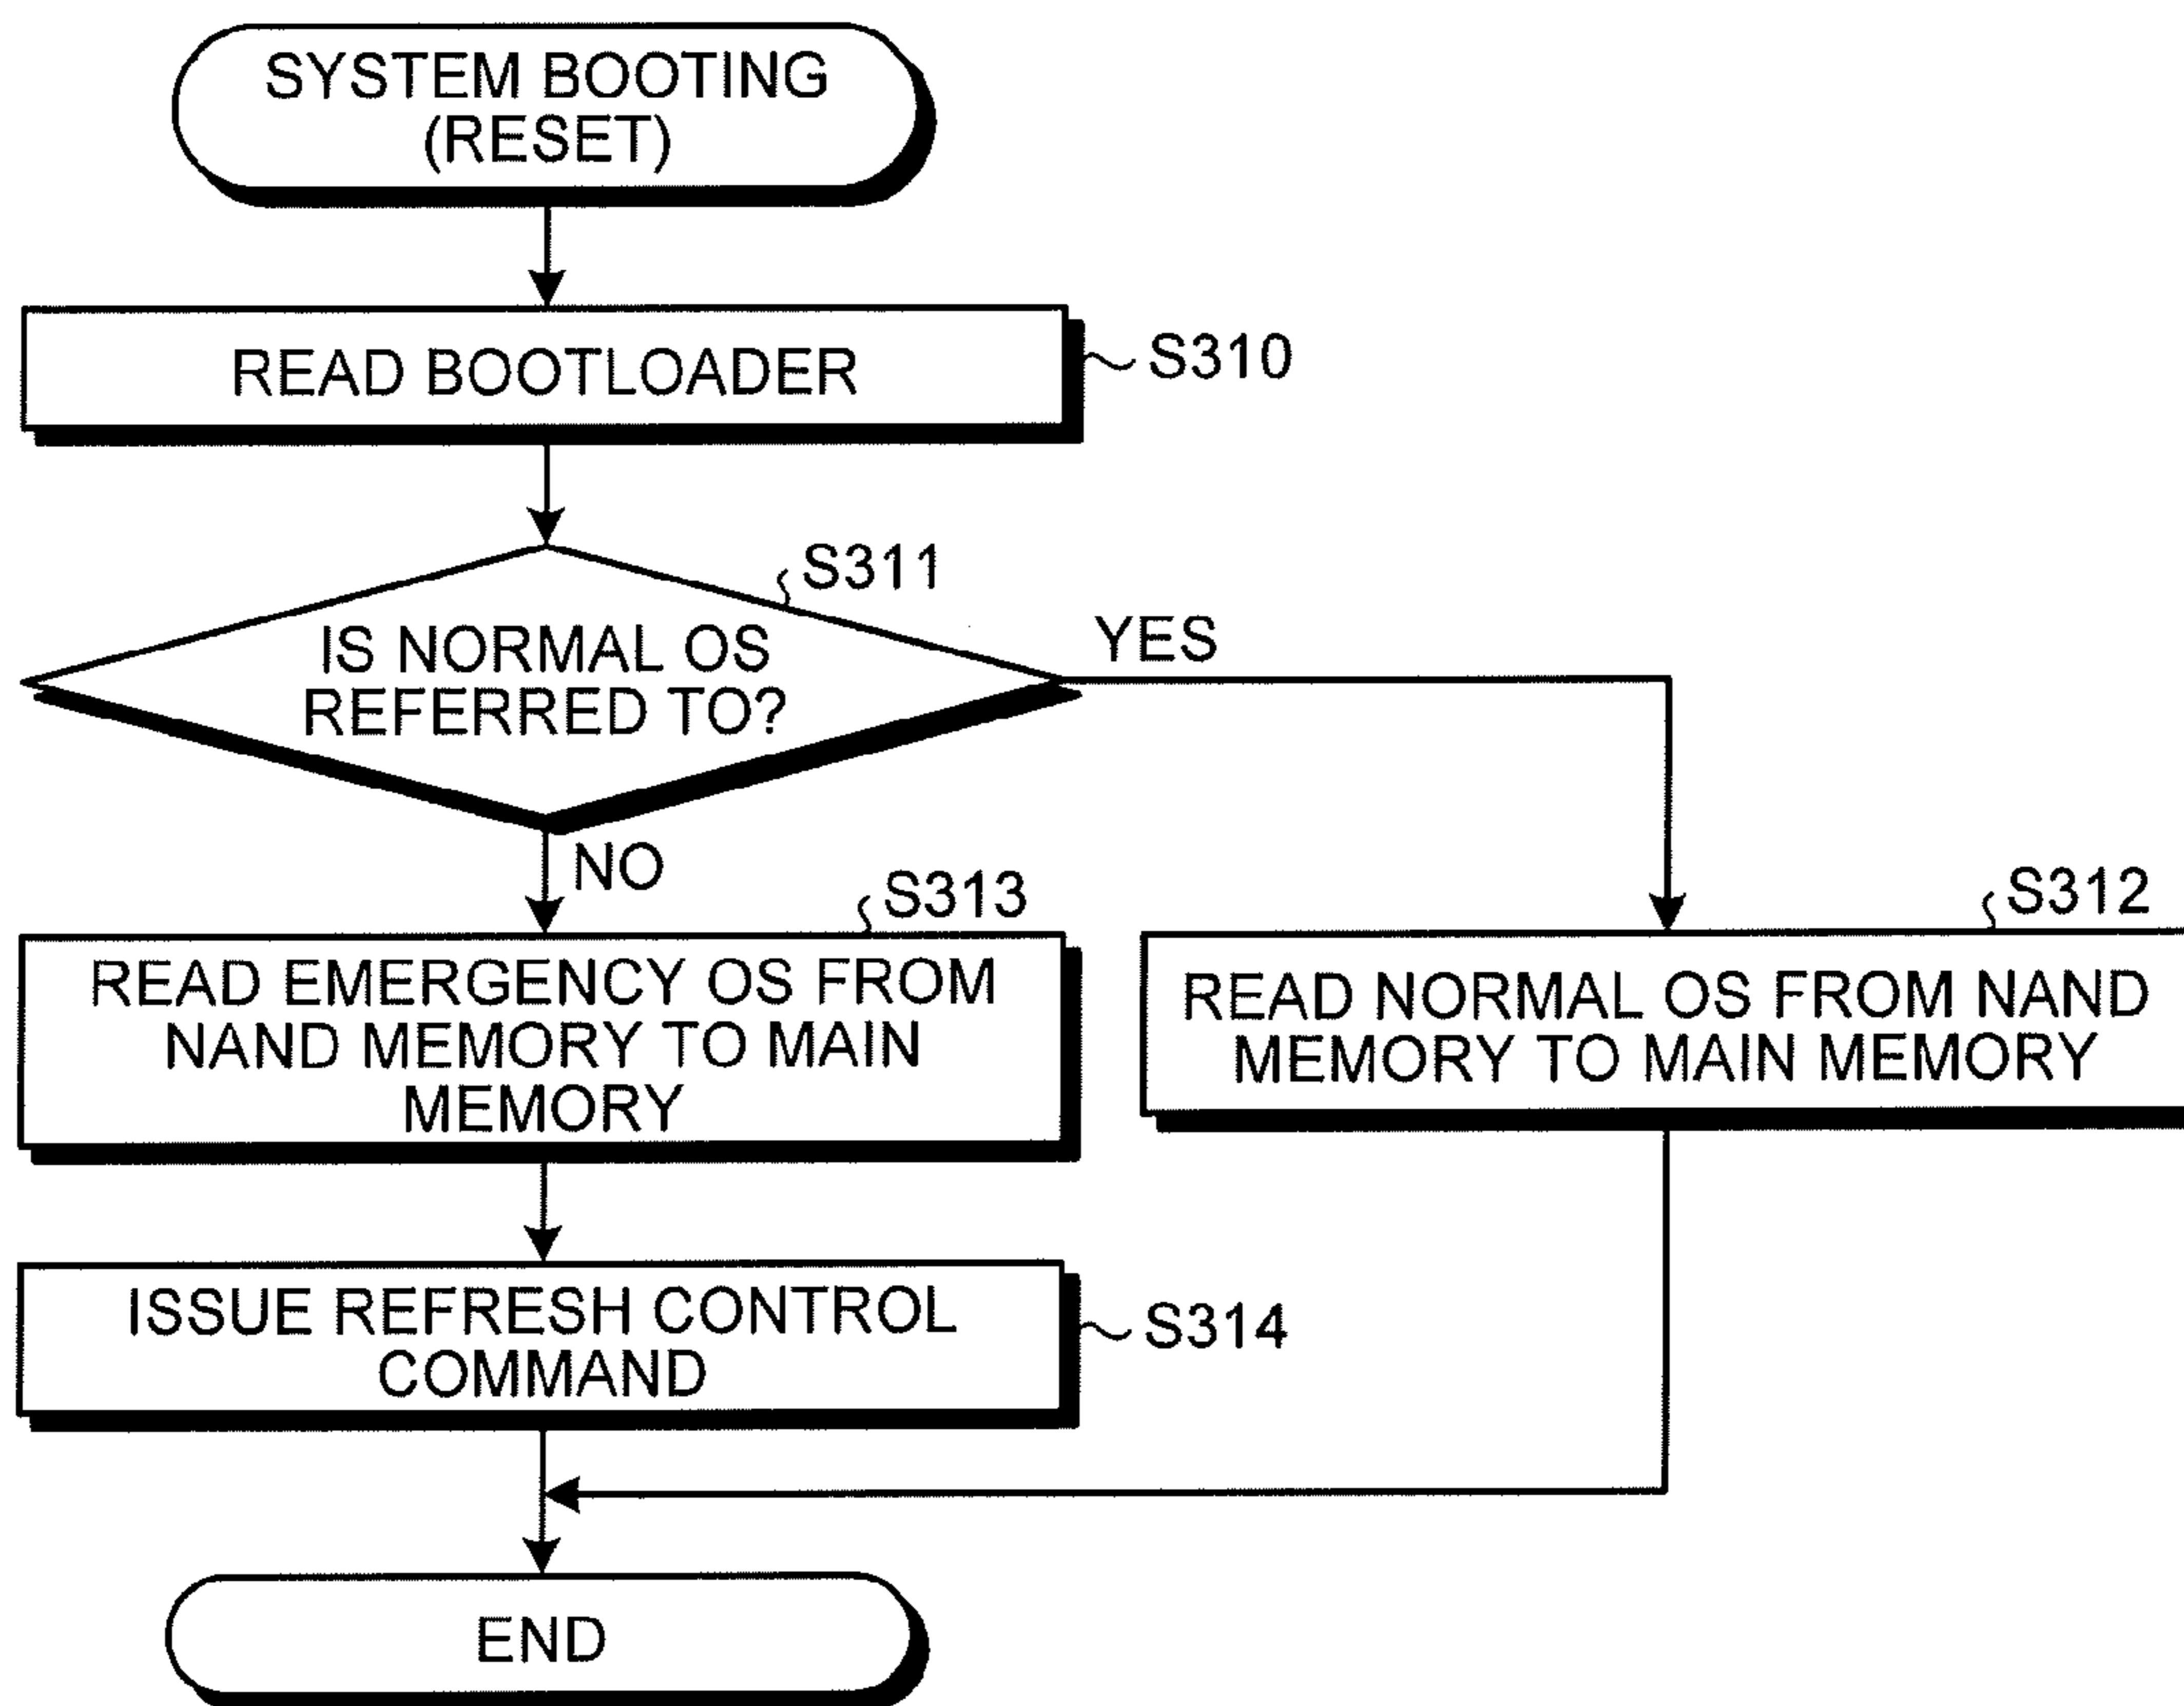 SYSTEM BOOTING
(RESET)
READ BOOTLOADER
S310
S311
IS NORMAL OS
REFERRED TO?
YES
NO
S313
READ EMERGENCY OS FROM
NAND MEMORY TO MAIN
MEMORY
S312
READ NORMAL OS FROM NAND
MEMORY TO MAIN MEMORY
ISSUE REFRESH CONTROL
COMMAND
S314
END